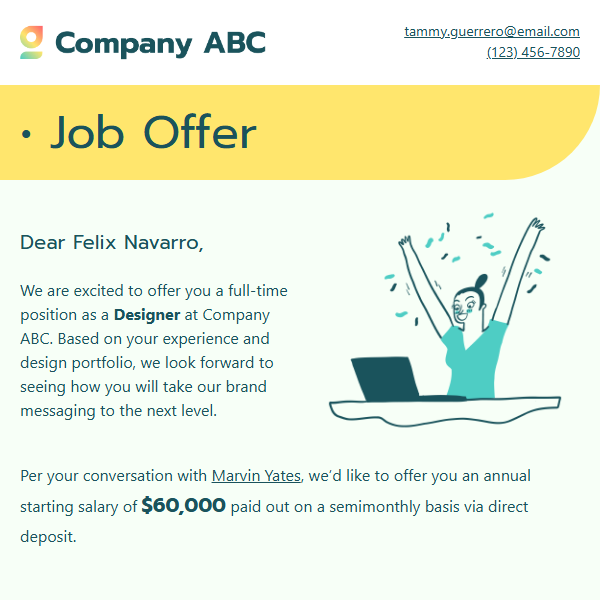 Company ABC
tammy.guerrero@email.com
(123) 456-7890
• Job Offer
Dear Felix Navarro,
We are excited to offer you a full-time
position as a Designer at Company
ABC. Based on your experience and
design portfolio, we look forward to
seeing how you will take our brand
messaging to the next level.
Per your conversation with Marvin Yates, we’d like to offer you an annual
starting salary of $60,000 paid out on a semimonthly basis via direct
deposit.